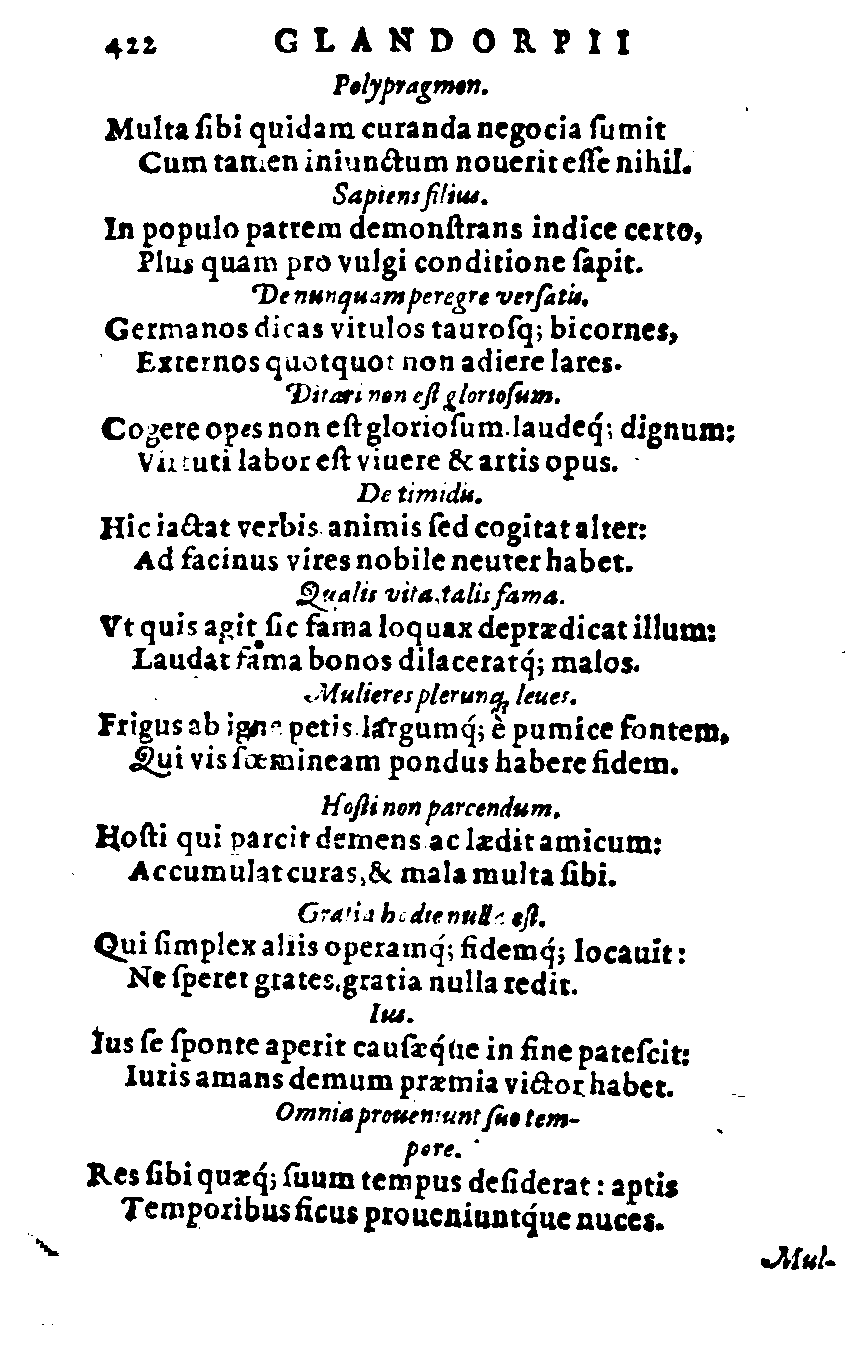 422 GLANDORPII
Polypragmon.
Multa ſibi quidam curanda negocia ſumit
Cum tamen iniunctum nouerit eſſe nihil.
Sapiens filius.
In populo patrem demonſtrans indice certo,
Plus quam pro vulgi conditione ſapit.
De nunquam peregre verſatis.
Germanos dicas vitulos tauroſq; bicornes,
Externos quotquot non adiere lares.
Ditari non eſt glorioſum.
Cogere opes non eſt glorioſum. laudeq́; dignum:
Virtuti labor eſt viuere & artis opus.
De timidis.
Hic iactat verbis. animis ſed cogitat alter:
Ad facinus vires nobile neuter habet.
Qualis vita, talis fama.
Vt quis agit, ſic fama loquax deprædicat illum:
Laudat fama bonos dilaceratq́; malos.
Mulieres plerunq; leues.
Frigus ab igne petis. largumq́; è pumice fontem,
Qui vis fœmineam pondus habere fidem.
Hoſti non parcendum.
Hoſti qui parcit demens ac lædit amicum:
Accumulat curas, & mala multa ſibi.
Gratia hodie nulla eſt.
Qui ſimplex aliis operamq́; fidemq́; locauit:
Ne ſperet grates, gratia nulla redit.
Ius.
Ius ſe ſponte aperit cauſæq́ue in fine pateſcit:
Iuris amans demum præmia victor habet.
Omnia proueniunt ſuo tem-
pore.
Res ſibi quæq́; ſuum tempus deſiderat: aptis
Temporibus ficus proueniuntq́ue nuces.
Mul-